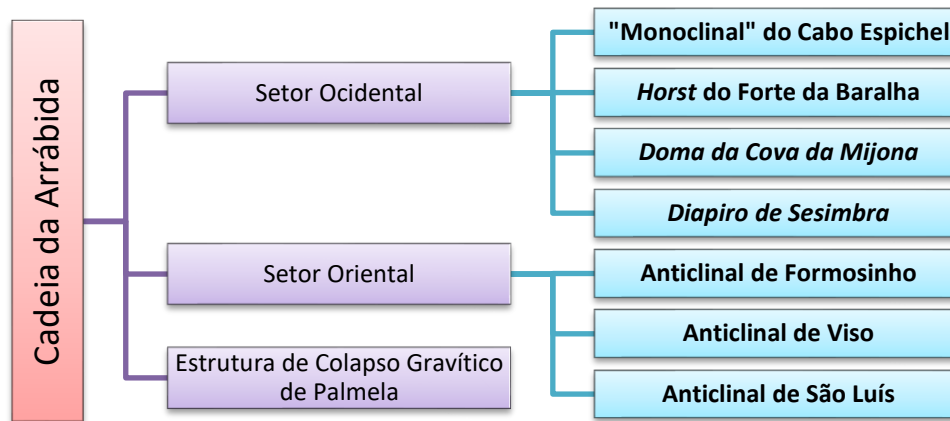 Cadeia da Arrábida
Setor Ocidental
"Monoclinal" do Cabo Espichel
Horst do Forte da Baralha
Doma da Cova da Mijona
Diapiro de Sesimbra
Setor Oriental
Anticlinal de Formosinho
Anticlinal de Viso
Anticlinal de São Luís
Estrutura de Colapso Gravítico
de Palmela